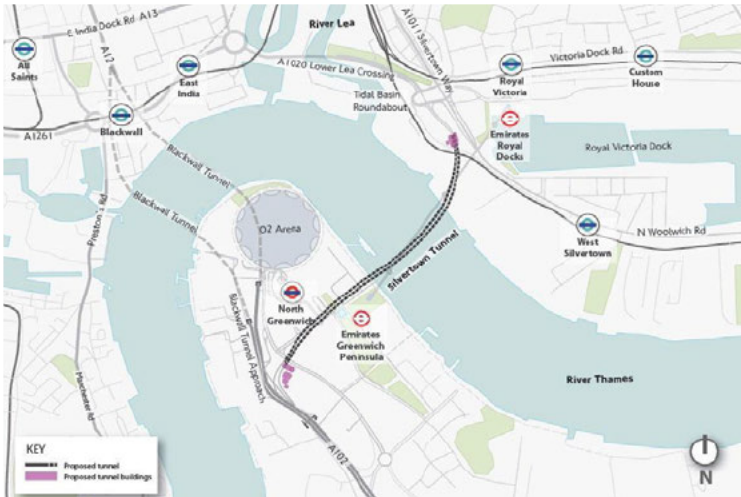 River Lea
E India Dock Rd A13
A12
A1011 Silvertown Way
Victoria Dock Rd
All
Saints
East
India
A1020 Lower Lea Crossing
Royal
Victoria
Custom
House
Tidal Basin
Roundabout
A1261
Blackwall
Emirates
Royal
Docks
Royal Victoria Dock
Blackwall Tunnel
Blackwall Tunnel
Preston's Rd
O2 Arena
Silvertown Tunnel
West
Silvertown
N Woolwich Rd
North
Greenwich
Emirates
Greenwich
Peninsula
Blackwall Tunnel Approach
River Thames
Manchester Rd
A102
KEY
Proposed tunnel
Proposed tunnel buildings
N